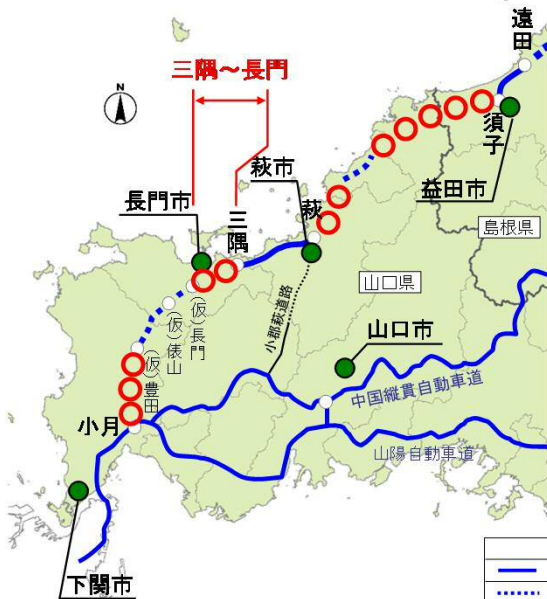 遠田
三隅～長門
N
須子
萩市
益田市
長門市
三隅
萩
島根県
山口県
(仮)長門
小郡萩道路
(仮)俵山
山口市
(仮)豊田
中国縦貫自動車道
小月
山陽自動車道
下関市